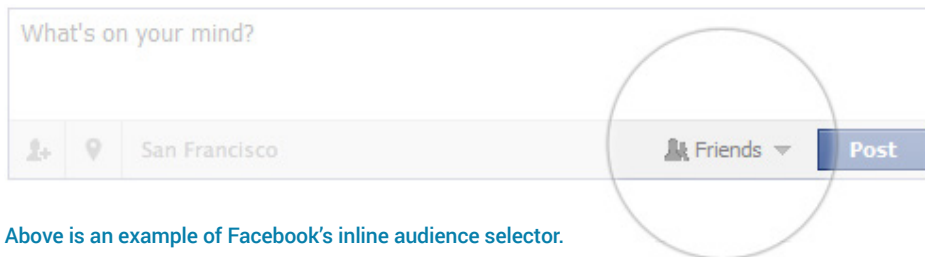 What's on your mind?
San Francisco Friends Post
Above is an example of Facebook’s inline audience selector.